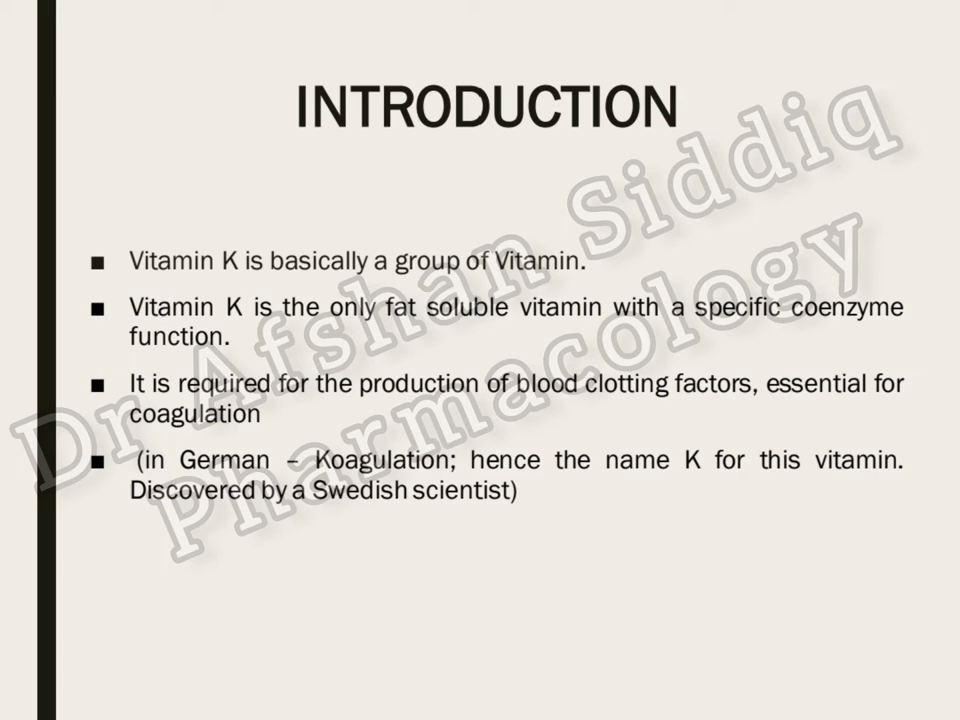 INTRODUCTION
■ Vitamin K is basically a group of Vitamin.
■ Vitamin K is the only fat soluble vitamin with a specific coenzyme
function.
■ It is required for the production of blood clotting factors, essential for
coagulation
■ (in German – Koagulation; hence the name K for this vitamin.
Discovered by a Swedish scientist)
Dr Afshan Siddiq
Pharmacology